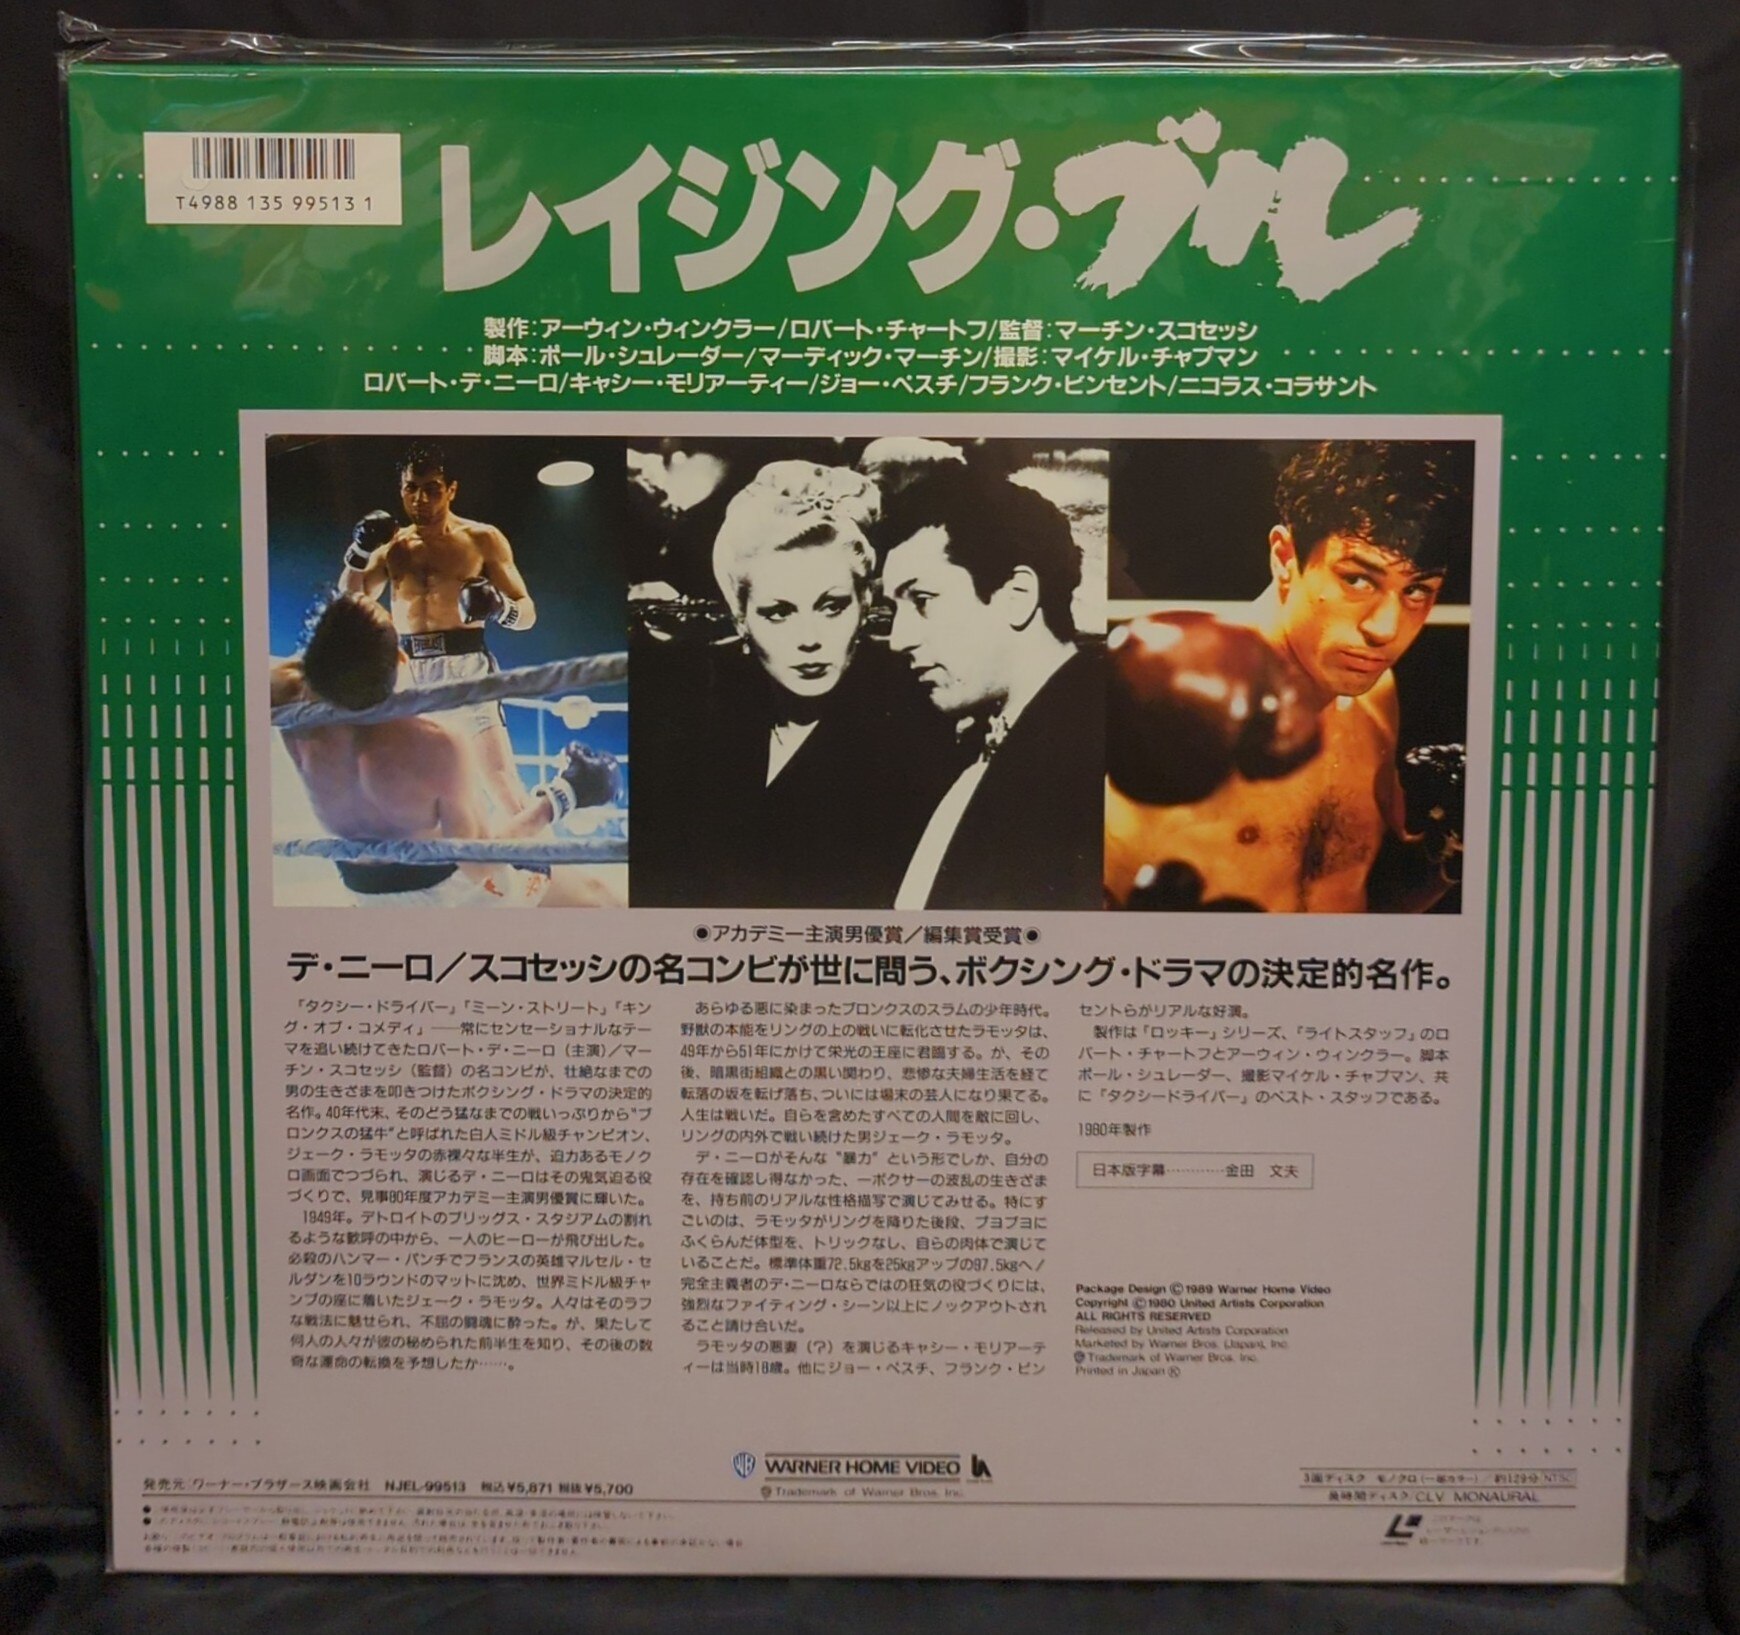 T4988 135 99513 1
レイジング・ブル
製作:アーウィン・ウィンクラー/ロバート・チャートフ/監督:マーチン・スコセッシ
脚本:ポール・シュレーダー/マーディック・マーチン/撮影:マイケル・チャプマン
ロバート・デ・ニーロ/キャシー・モリアーティー/ジョー・ペスチ/フランク・ビンセント/ニコラス・コラサント
EVERLAST
●アカデミー主演男優賞/編集賞受賞●
デ・ニーロ/スコセッシの名コンビが世に問う、ボクシング・ドラマの決定的名作。
「タクシー・ドライバー」「ミーン・ストリート」「キン
グ・オブ・コメディ」──常にセンセーショナルなテー
マを追い続けてきたロバート・デ・ニーロ(主演)/マー
チン・スコセッシ(監督)の名コンビが、壮絶なまでの
男の生きざまを叩きつけたボクシング・ドラマの決定的
名作。40年代末、そのどう猛なまでの戦いっぷりから“ブ
ロンクスの猛牛”と呼ばれた白人ミドル級チャンピオン、
ジェーク・ラモッタの赤裸々な半生が、迫力あるモノク
ロ画面でつづられ、演じるデ・ニーロはその鬼気迫る役
づくりで、見事80年度アカデミー主演男優賞に輝いた。
1949年。デトロイトのブリッグス・スタジアムの割れ
るような歓呼の中から、一人のヒーローが飛び出した。
必殺のハンマー・パンチでフランスの英雄マルセル・セ
ルダンを10ラウンドのマットに沈め、世界ミドル級チャ
ンプの座に着いたジェーク・ラモッタ。人々はそのラフ
な戦法に魅せられ、不屈の闘魂に酔った。が、果たして
何人の人々が彼の秘められた前半生を知り、その後の数
奇な運命の転換を予想したか……。
あらゆる悪に染まったブロンクスのスラムの少年時代。
野獣の本能をリングの上の戦いに転化させたラモッタは、
49年から51年にかけて栄光の王座に君臨する。が、その
後、暗黒街組織との黒い関わり、悲惨な夫婦生活を経て
転落の坂を転げ落ち、ついには場末の芸人になり果てる。
人生は戦いだ。自らを含めたすべての人間を敵に回し、
リングの内外で戦い続けた男ジェーク・ラモッタ。
デ・ニーロがそんな“暴力”という形でしか、自分の
存在を確認し得なかった、一ボクサーの波乱の生きざま
を、持ち前のリアルな性格描写で演じてみせる。特にす
ごいのは、ラモッタがリングを降りた後段、ブヨブヨに
ふくらんだ体型を、トリックなし、自らの肉体で演じて
いることだ。標準体重72.5kgを25kgアップの97.5kgへ/
完全主義者のデ・ニーロならではの狂気の役づくりには、
強烈なファイティング・シーン以上にノックアウトされ
ること請け合いだ。
ラモッタの悪妻(?)を演じるキャシー・モリアーテ
ィーは当時18歳。他にジョー・ペスチ、フランク・ビン
セントらがリアルな好演。
製作は「ロッキー」シリーズ、「ライトスタッフ」のロ
バート・チャートフとアーウィン・ウィンクラー。脚本
ポール・シュレーダー、撮影マイケル・チャプマン、共
に「タクシードライバー」のベスト・スタッフである。
1980年製作
日本版字幕…………金田 文夫
Package Design ©1989 Warner Home Video
Copyright ©1980 United Artists Corporation
ALL RIGHTS RESERVED
Released by United Artists Corporation
Marketed by Warner Bros. (Japan), Inc.
Trademark of Warner Bros. Inc.
Printed in Japan Ⓚ
WB WARNER HOME VIDEO
Trademark of Warner Bros. Inc.
発売元:ワーナー・ブラザース映画会社 NJEL-99513 税込¥5,871 税抜¥5,700
3面ディスク モノクロ(一部カラー)/約129分 NTSC
長時間ディスク/CLV MONAURAL